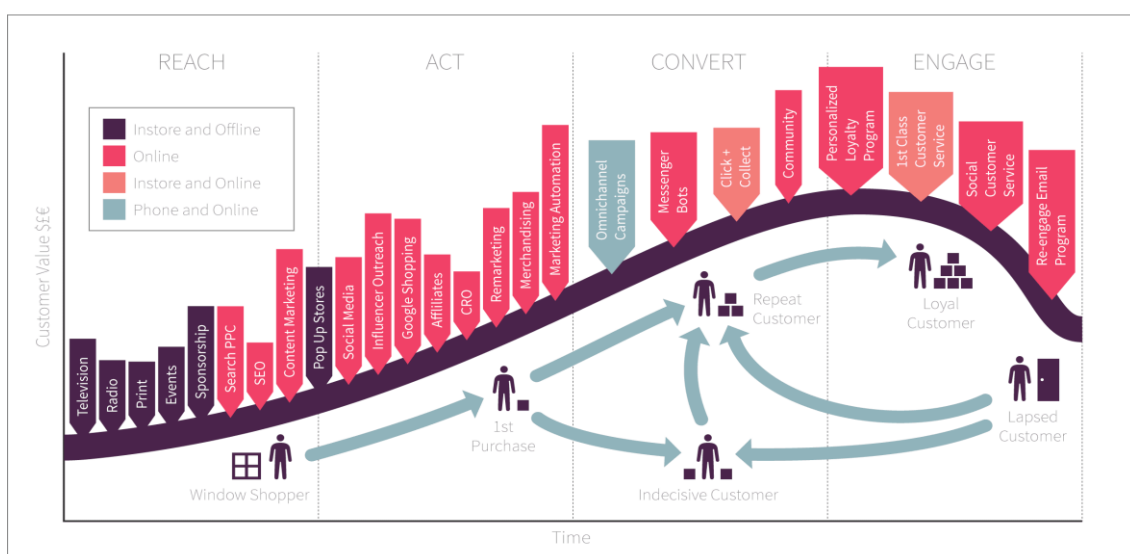 REACH
ACT
CONVERT
ENGAGE
Instore and Offline
Online
Instore and Online
Phone and Online
Customer Value $£€
Television
Radio
Print
Events
Sponsorship
Search PPC
SEO
Content Marketing
Pop Up Stores
Social Media
Influencer Outreach
Google Shopping
Affliliates
CRO
Remarketing
Merchandising
Marketing Automation
Omnichannel
Campaigns
Messenger
Bots
Click +
Collect
Community
Personalized
Loyalty
Program
1st Class
Customer
Service
Social
Customer
Service
Re-engage Email
Program
Window Shopper
1st
Purchase
Repeat
Customer
Indecisive Customer
Loyal
Customer
Lapsed
Customer
Time